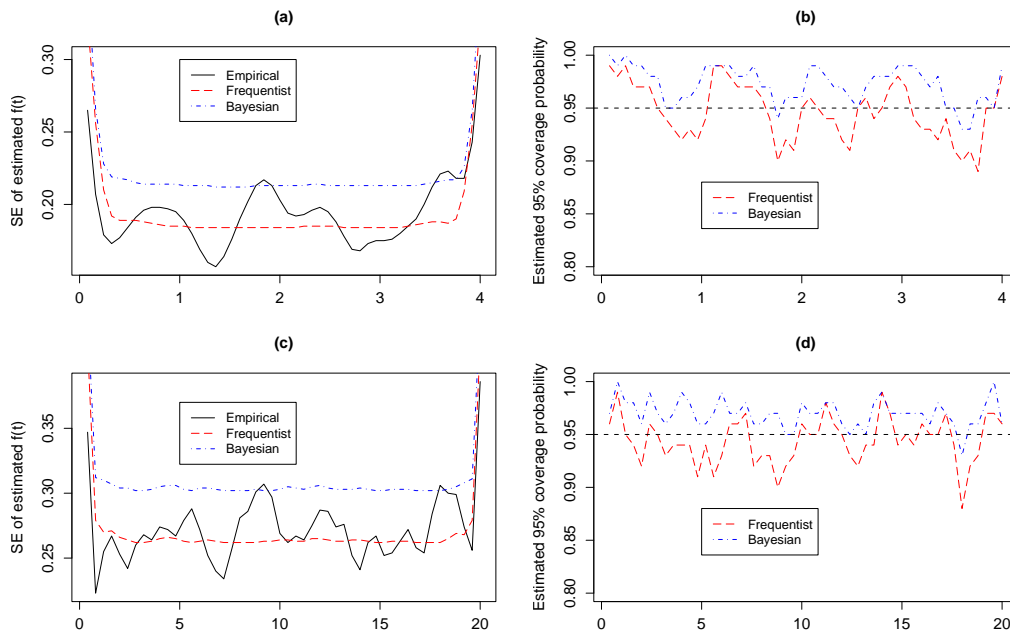 (a)
SE of estimated f(t)
0.30
0.25
0.20
Empirical
Frequentist
Bayesian
0 1 2 3 4
(b)
Estimated 95% coverage probability
1.00
0.95
0.90
0.85
0.80
Frequentist
Bayesian
0 1 2 3 4
(c)
SE of estimated f(t)
0.35
0.30
0.25
Empirical
Frequentist
Bayesian
0 5 10 15 20
(d)
Estimated 95% coverage probability
1.00
0.95
0.90
0.85
0.80
Frequentist
Bayesian
0 5 10 15 20